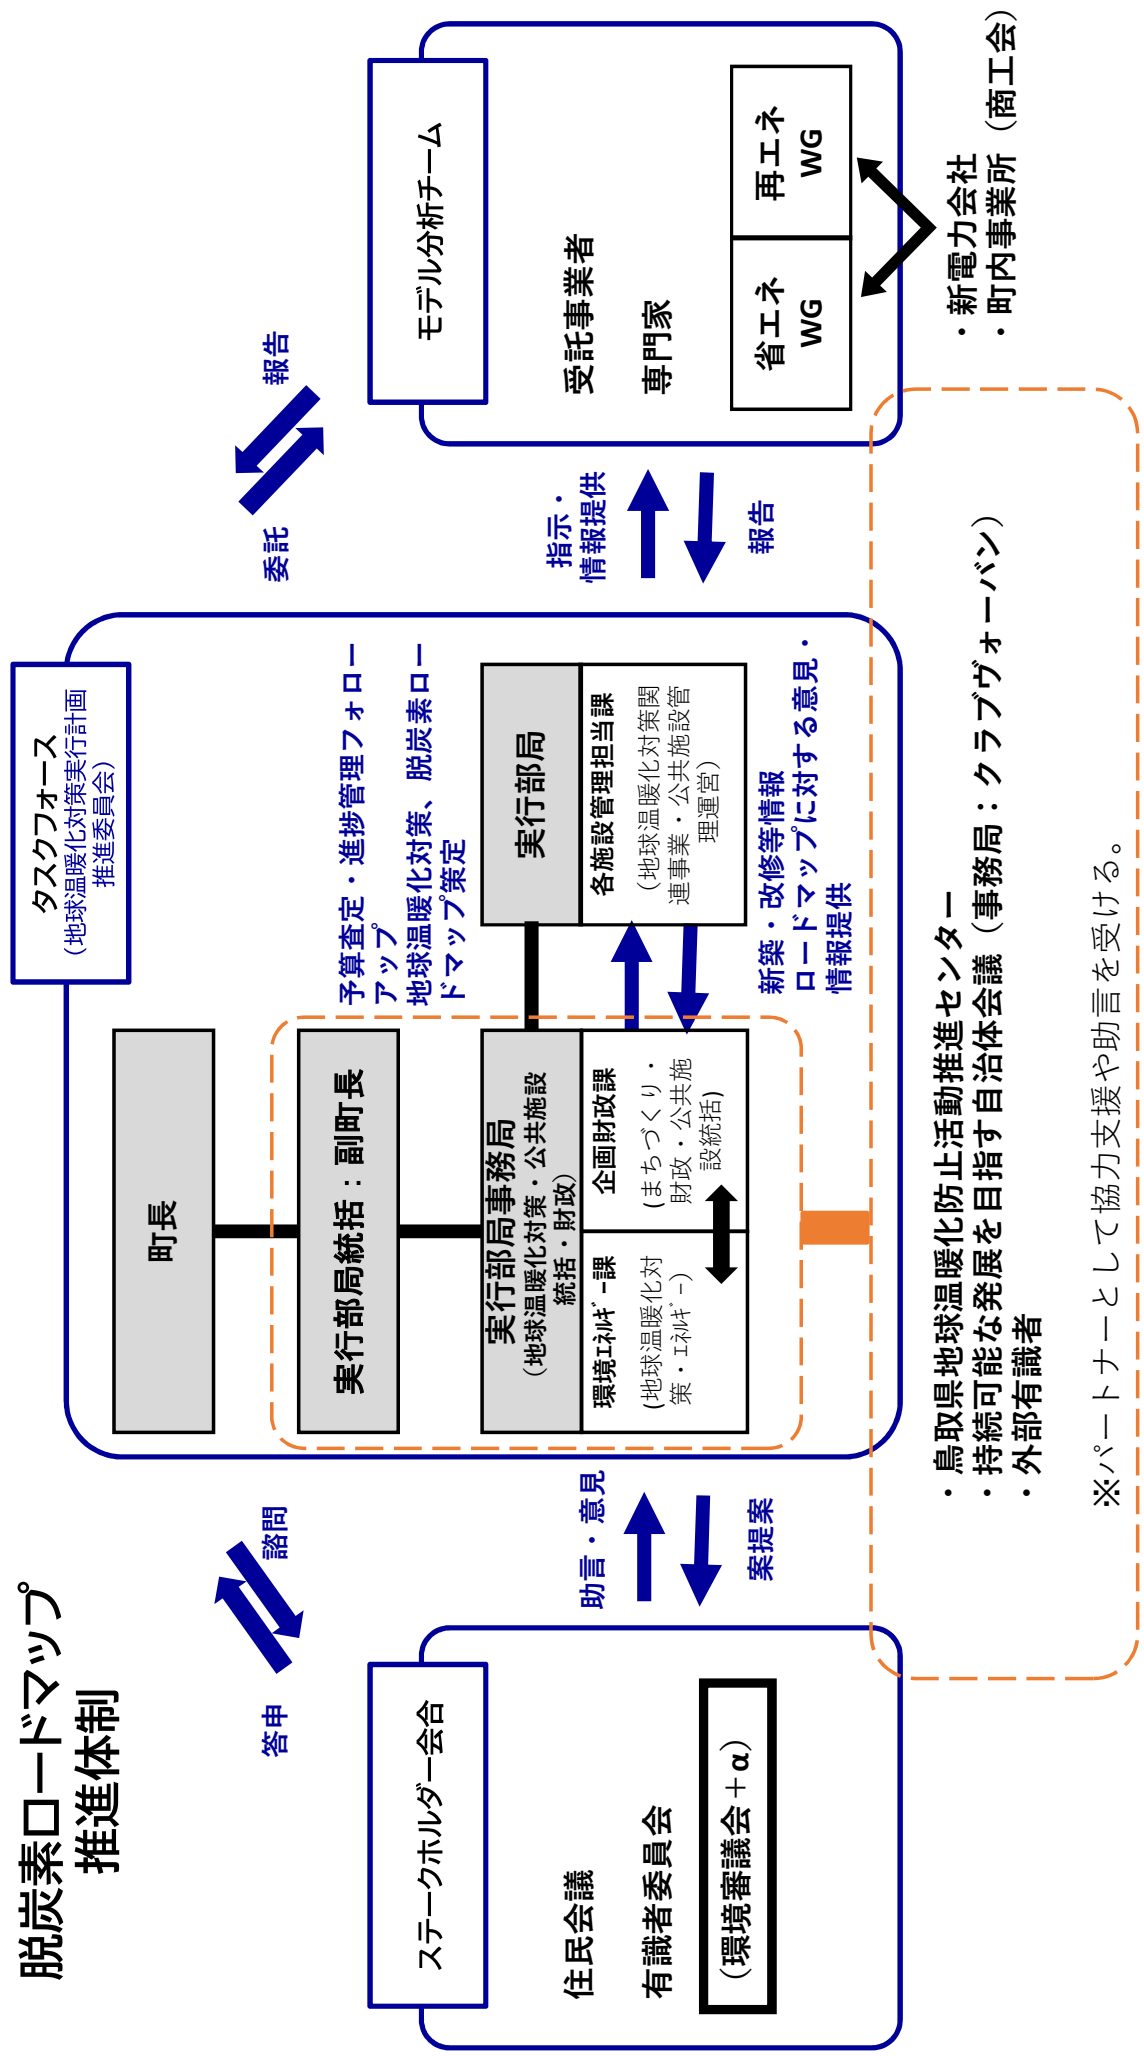 脱炭素ロードマップ
推進体制
タスクフォース
（地球温暖化対策実行計画
推進委員会）
町長
実行部局統括：副町長
予算査定・進捗管理フォロー
アップ
地球温暖化対策、脱炭素ロー
ドマップ策定
実行部局事務局
（地球温暖化対策・公共施設
統括・財政）
環境ｴﾈﾙｷﾞｰ課
(地球温暖化対
策・ｴﾈﾙｷﾞｰ）
企画財政課
(まちづくり・
財政・公共施
設統括)
実行部局
各施設管理担当課
（地球温暖化対策関
連事業・公共施設管
理運営）
新築・改修等情報
ロードマップに対する意見・
情報提供
答申
諮問
助言・意見
案提案
ステークホルダー会合
住民会議
有識者委員会
（環境審議会＋α）
委託
報告
指示・
情報提供
報告
モデル分析チーム
受託事業者
専門家
省エネ
WG
再エネ
WG
・新電力会社
・町内事業所（商工会）
・鳥取県地球温暖化防止活動推進センター
・持続可能な発展を目指す自治体会議（事務局：クラブヴォーバン）
・外部有識者
※パートナーとして協力支援や助言を受ける。